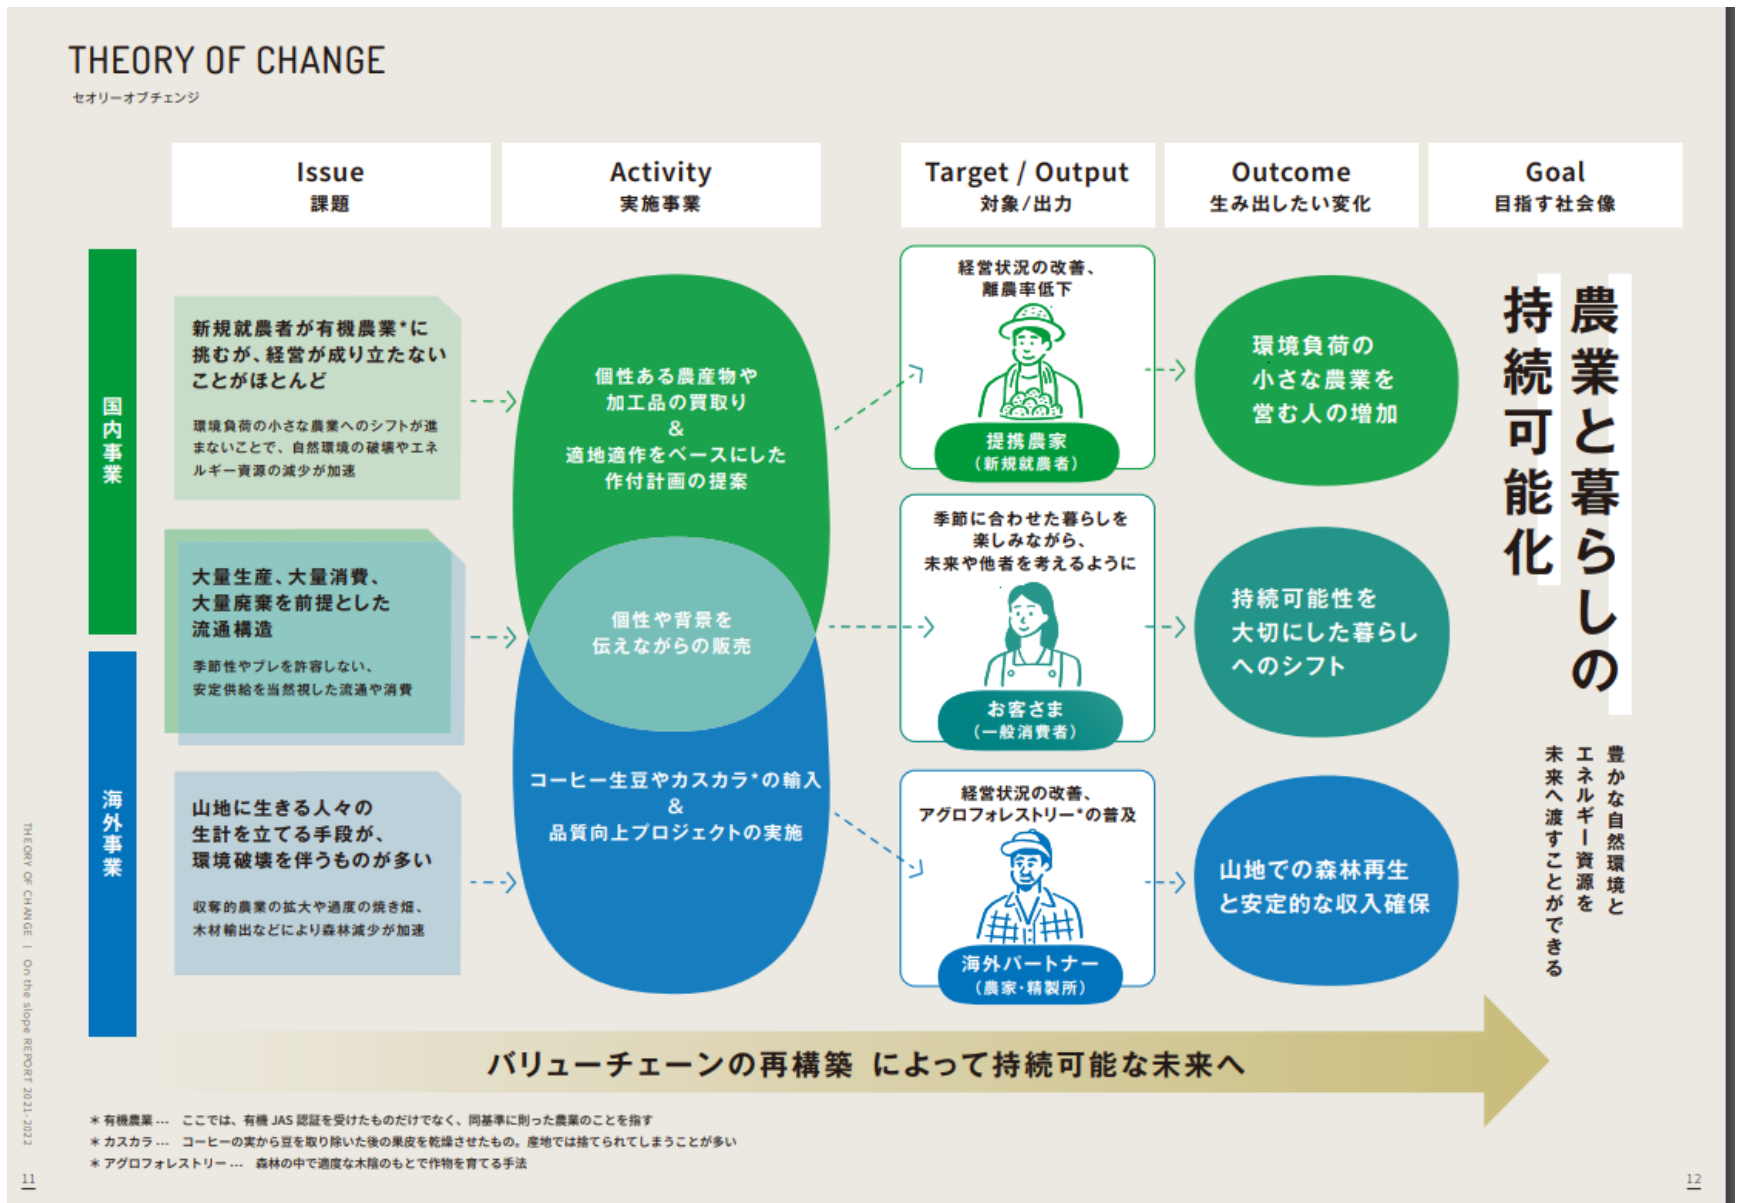 THEORY OF CHANGE
セオリーオブチェンジ
Issue
課題
Activity
実施事業
Target / Output
対象/出力
Outcome
生み出したい変化
Goal
目指す社会像
国内事業
新規就農者が有機農業*に
挑むが、経営が成り立たない
ことがほとんど
環境負荷の小さな農業へのシフトが進
まないことで、自然環境の破壊やエネ
ルギー資源の減少が加速
大量生産、大量消費、
大量廃棄を前提とした
流通構造
季節性やブレを許容しない、
安定供給を当然視した流通や消費
海外事業
山地に生きる人々の
生計を立てる手段が、
環境破壊を伴うものが多い
収奪的農業の拡大や過度の焼き畑、
木材輸出などにより森林減少が加速
個性ある農産物や
加工品の買取り
&
適地適作をベースにした
作付計画の提案
個性や背景を
伝えながらの販売
コーヒー生豆やカスカラ*の輸入
&
品質向上プロジェクトの実施
経営状況の改善、
離農率低下
提携農家
(新規就農者)
季節に合わせた暮らしを
楽しみながら、
未来や他者を考えるように
お客さま
(一般消費者)
経営状況の改善、
アグロフォレストリー*の普及
海外パートナー
(農家・精製所)
環境負荷の
小さな農業を
営む人の増加
持続可能性を
大切にした暮らし
へのシフト
山地での森林再生
と安定的な収入確保
農業と暮らしの
持続可能化
豊かな自然環境と
エネルギー資源を
未来へ渡すことができる
バリューチェーンの再構築 によって持続可能な未来へ
＊有機農業 --- ここでは、有機 JAS 認証を受けたものだけでなく、同基準に則った農業のことを指す
＊カスカラ --- コーヒーの実から豆を取り除いた後の果皮を乾燥させたもの。産地では捨てられてしまうことが多い
＊アグロフォレストリー --- 森林の中で適度な木陰のもとで作物を育てる手法
THEORY OF CHANGE | On the slope REPORT 2021-2022
11
12